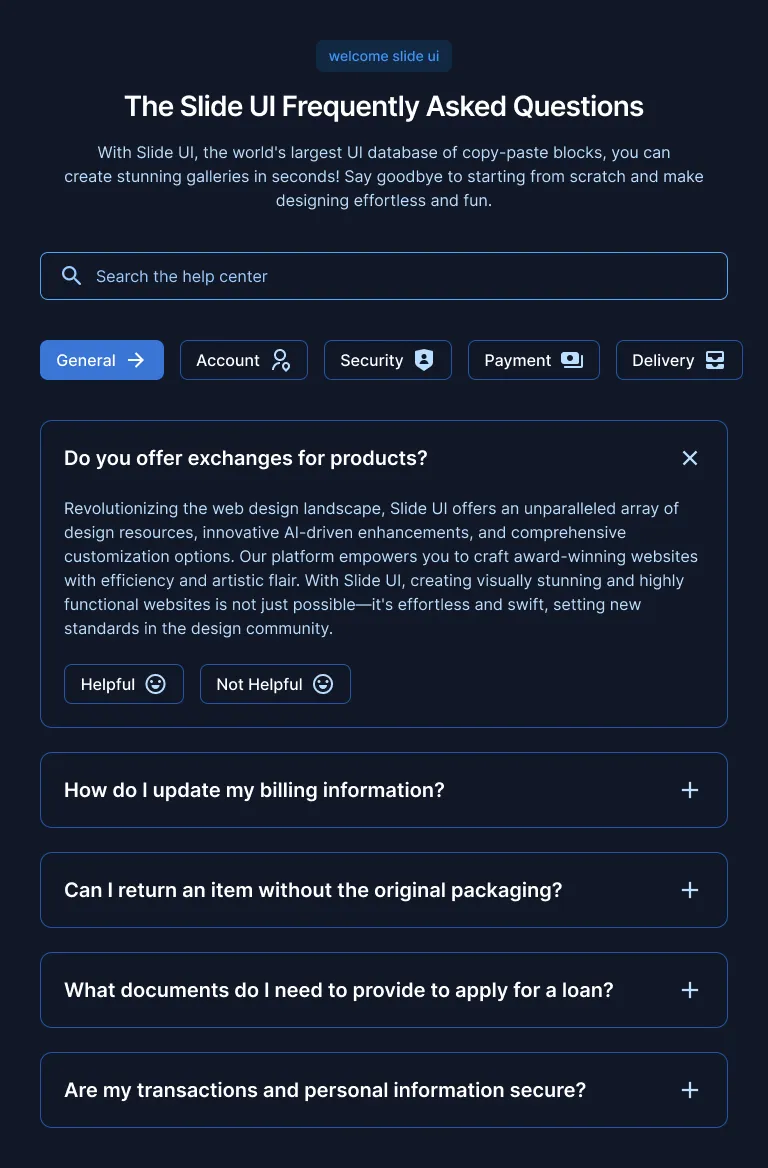 welcome slide ui
The Slide UI Frequently Asked Questions
With Slide UI, the world's largest UI database of copy-paste blocks, you can
create stunning galleries in seconds! Say goodbye to starting from scratch and make
designing effortless and fun.
Search the help center
General
Account
Security
Payment
Delivery
Do you offer exchanges for products?
Revolutionizing the web design landscape, Slide UI offers an unparalleled array of
design resources, innovative AI-driven enhancements, and comprehensive
customization options. Our platform empowers you to craft award-winning websites
with efficiency and artistic flair. With Slide UI, creating visually stunning and highly
functional websites is not just possible—it's effortless and swift, setting new
standards in the design community.
Helpful
Not Helpful
How do I update my billing information?
Can I return an item without the original packaging?
What documents do I need to provide to apply for a loan?
Are my transactions and personal information secure?